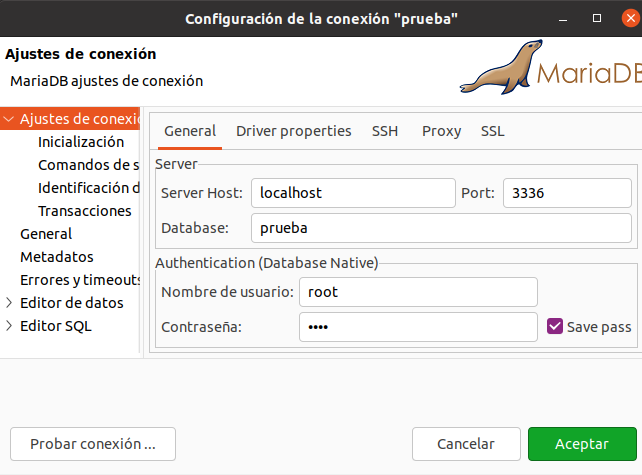 Configuración de la conexión "prueba"
Ajustes de conexión
MariaDB ajustes de conexión
MariaDB
Ajustes de conexió
Inicialización
Comandos de s
Identificación d
Transacciones
General
Metadatos
Errores y timeouts
Editor de datos
Editor SQL
General Driver properties SSH Proxy SSL
Server
Server Host: localhost Port: 3336
Database: prueba
Authentication (Database Native)
Nombre de usuario: root
Contraseña: •••• Save pass
Probar conexión ... Cancelar Aceptar